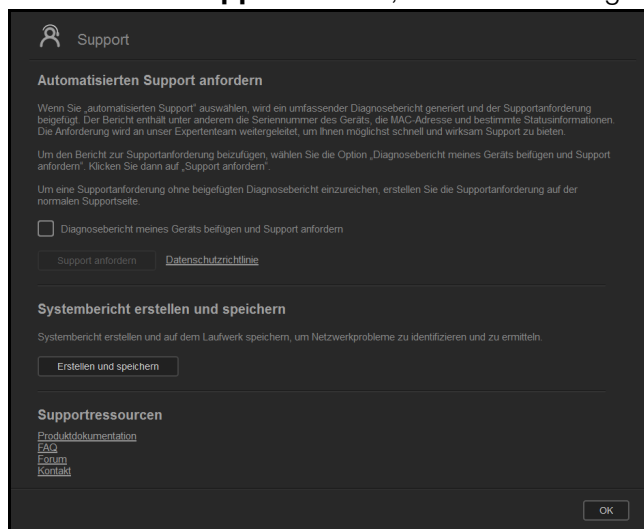 Support
Automatisierten Support anfordern
Wenn Sie „automatisierten Support“ auswählen, wird ein umfassender Diagnosebericht generiert und der Supportanforderung
beigefügt. Der Bericht enthält unter anderem die Seriennummer des Geräts, die MAC-Adresse und bestimmte Statusinformationen.
Die Anforderung wird an unser Expertenteam weitergeleitet, um Ihnen möglichst schnell und wirksam Support zu bieten.
Um den Bericht zur Supportanforderung beizufügen, wählen Sie die Option „Diagnosebericht meines Geräts beifügen und Support
anfordern“. Klicken Sie dann auf „Support anfordern“.
Um eine Supportanforderung ohne beigefügten Diagnosebericht einzureichen, erstellen Sie die Supportanforderung auf der
normalen Supportseite.
Diagnosebericht meines Geräts beifügen und Support anfordern
Support anfordern Datenschutzrichtlinie
Systembericht erstellen und speichern
Systembericht erstellen und auf dem Laufwerk speichern, um Netzwerkprobleme zu identifizieren und zu ermitteln.
Erstellen und speichern
Supportressourcen
Produktdokumentation
FAQ
Forum
Kontakt
OK